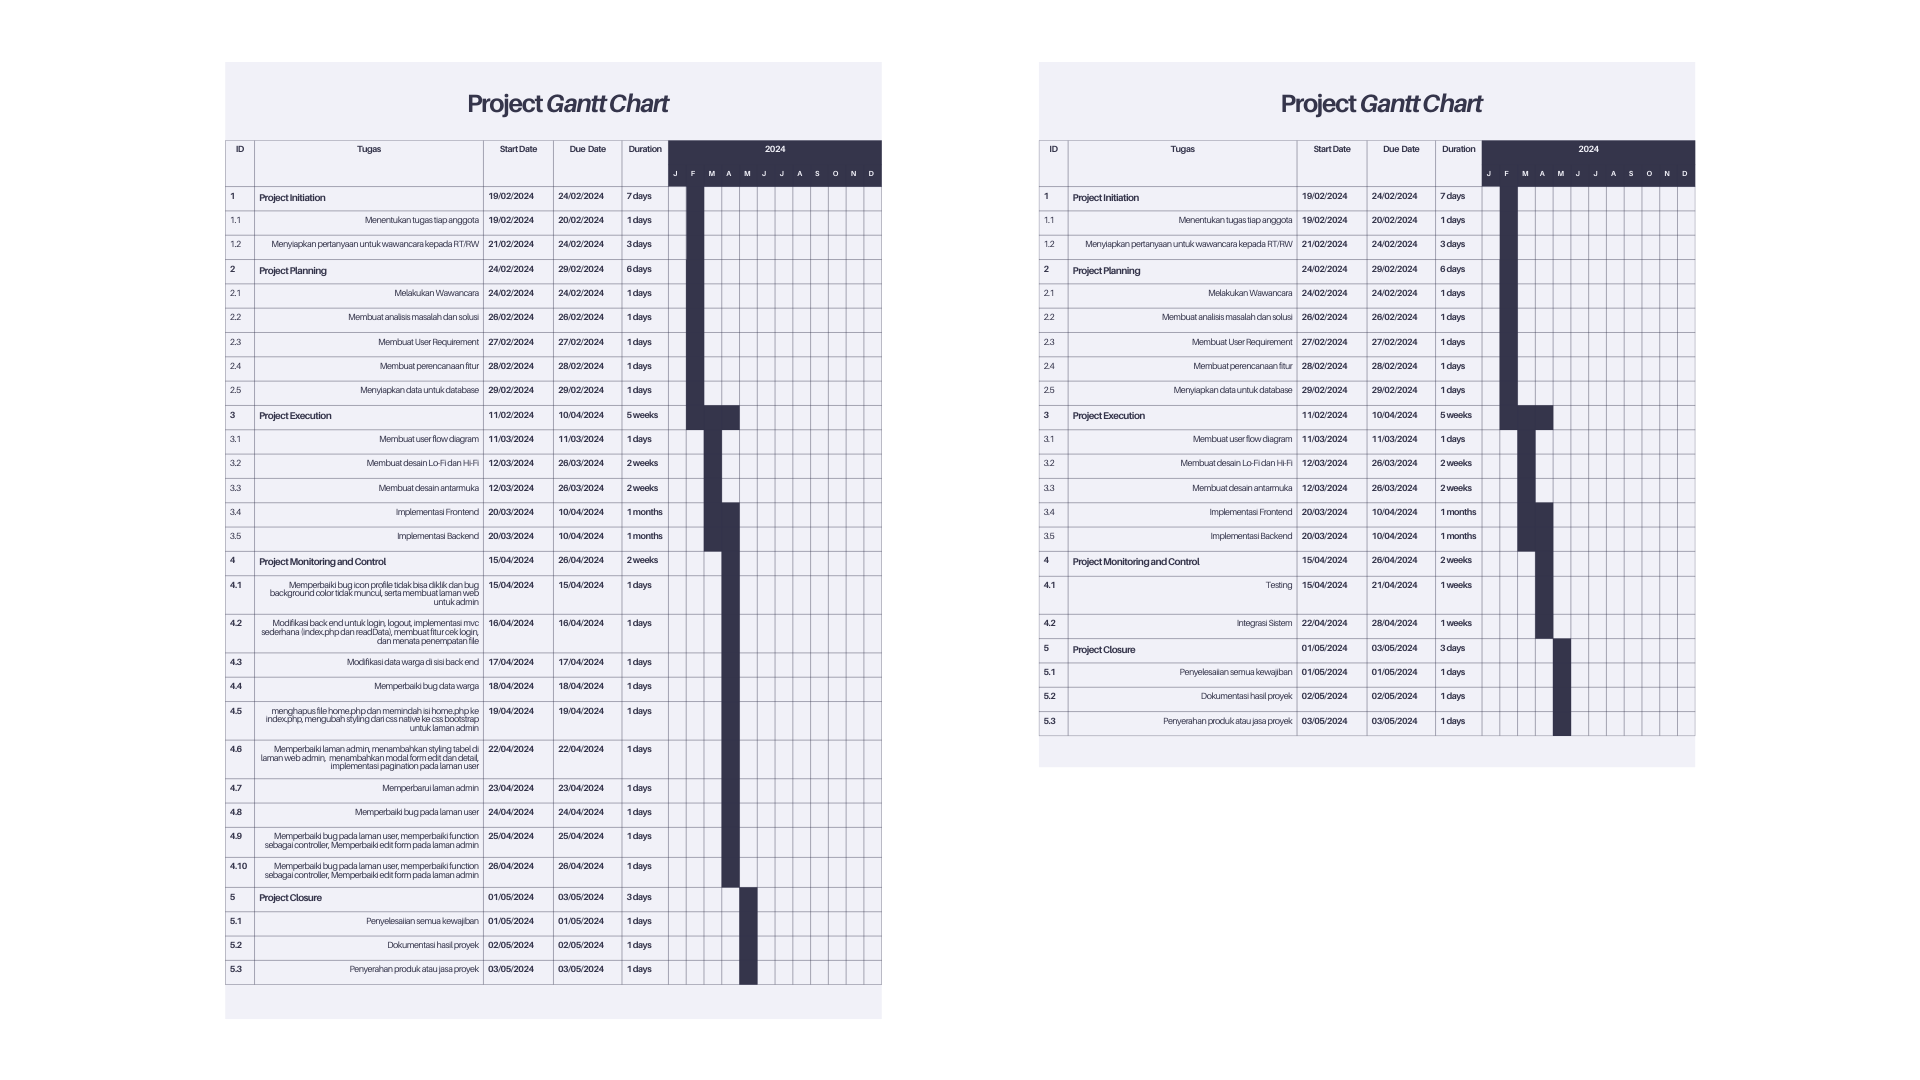 Project Gantt Chart
ID Tugas Start Date Due Date Duration 2024
J F M A M J J A S O N D
1 Project Initiation 19/02/2024 24/02/2024 7 days
1.1 Menentukan tugas tiap anggota 19/02/2024 20/02/2024 1 days
1.2 Menyiapkan pertanyaan untuk wawancara kepada RT/RW 21/02/2024 24/02/2024 3 days
2 Project Planning 24/02/2024 29/02/2024 6 days
2.1 Melakukan Wawancara 24/02/2024 24/02/2024 1 days
2.2 Membuat analisis masalah dan solusi 26/02/2024 26/02/2024 1 days
2.3 Membuat User Requirement 27/02/2024 27/02/2024 1 days
2.4 Membuat perencanaan fitur 28/02/2024 28/02/2024 1 days
2.5 Menyiapkan data untuk database 29/02/2024 29/02/2024 1 days
3 Project Execution 11/02/2024 10/04/2024 5 weeks
3.1 Membuat user flow diagram 11/03/2024 11/03/2024 1 days
3.2 Membuat desain Lo-Fi dan Hi-Fi 12/03/2024 26/03/2024 2 weeks
3.3 Membuat desain antarmuka 12/03/2024 26/03/2024 2 weeks
3.4 Implementasi Frontend 20/03/2024 10/04/2024 1 months
3.5 Implementasi Backend 20/03/2024 10/04/2024 1 months
4 Project Monitoring and Control 15/04/2024 26/04/2024 2 weeks
4.1 Memperbaiki bug icon profile tidak bisa diklik dan bug 15/04/2024 15/04/2024 1 days
background color tidak muncul, serta membuat laman web
untuk admin
4.2 Modifikasi back end untuk login, logout, implementasi mvc 16/04/2024 16/04/2024 1 days
sederhana (index.php dan readData), membuat fitur cek login,
dan menata penempatan file
4.3 Modifikasi data warga di sisi back end 17/04/2024 17/04/2024 1 days
4.4 Memperbaiki bug data warga 18/04/2024 18/04/2024 1 days
4.5 menghapus file home.php dan memindah isi home.php ke 19/04/2024 19/04/2024 1 days
index.php, mengubah styling dari css native ke css bootstrap
untuk laman admin
4.6 Memperbaiki laman admin, menambahkan styling tabel di 22/04/2024 22/04/2024 1 days
laman web admin, menambahkan modal form edit dan detail,
implementasi pagination pada laman user
4.7 Memperbarui laman admin 23/04/2024 23/04/2024 1 days
4.8 Memperbaiki bug pada laman user 24/04/2024 24/04/2024 1 days
4.9 Memperbaiki bug pada laman user, memperbaiki function 25/04/2024 25/04/2024 1 days
sebagai controller, Memperbaiki edit form pada laman admin
4.10 Memperbaiki bug pada laman user, memperbaiki function 26/04/2024 26/04/2024 1 days
sebagai controller, Memperbaiki edit form pada laman admin
5 Project Closure 01/05/2024 03/05/2024 3 days
5.1 Penyelesaiian semua kewajiban 01/05/2024 01/05/2024 1 days
5.2 Dokumentasi hasil proyek 02/05/2024 02/05/2024 1 days
5.3 Penyerahan produk atau jasa proyek 03/05/2024 03/05/2024 1 days
Project Gantt Chart
ID Tugas Start Date Due Date Duration 2024
J F M A M J J A S O N D
1 Project Initiation 19/02/2024 24/02/2024 7 days
1.1 Menentukan tugas tiap anggota 19/02/2024 20/02/2024 1 days
1.2 Menyiapkan pertanyaan untuk wawancara kepada RT/RW 21/02/2024 24/02/2024 3 days
2 Project Planning 24/02/2024 29/02/2024 6 days
2.1 Melakukan Wawancara 24/02/2024 24/02/2024 1 days
2.2 Membuat analisis masalah dan solusi 26/02/2024 26/02/2024 1 days
2.3 Membuat User Requirement 27/02/2024 27/02/2024 1 days
2.4 Membuat perencanaan fitur 28/02/2024 28/02/2024 1 days
2.5 Menyiapkan data untuk database 29/02/2024 29/02/2024 1 days
3 Project Execution 11/02/2024 10/04/2024 5 weeks
3.1 Membuat user flow diagram 11/03/2024 11/03/2024 1 days
3.2 Membuat desain Lo-Fi dan Hi-Fi 12/03/2024 26/03/2024 2 weeks
3.3 Membuat desain antarmuka 12/03/2024 26/03/2024 2 weeks
3.4 Implementasi Frontend 20/03/2024 10/04/2024 1 months
3.5 Implementasi Backend 20/03/2024 10/04/2024 1 months
4 Project Monitoring and Control 15/04/2024 26/04/2024 2 weeks
4.1 Testing 15/04/2024 21/04/2024 1 weeks
4.2 Integrasi Sistem 22/04/2024 28/04/2024 1 weeks
5 Project Closure 01/05/2024 03/05/2024 3 days
5.1 Penyelesaiian semua kewajiban 01/05/2024 01/05/2024 1 days
5.2 Dokumentasi hasil proyek 02/05/2024 02/05/2024 1 days
5.3 Penyerahan produk atau jasa proyek 03/05/2024 03/05/2024 1 days